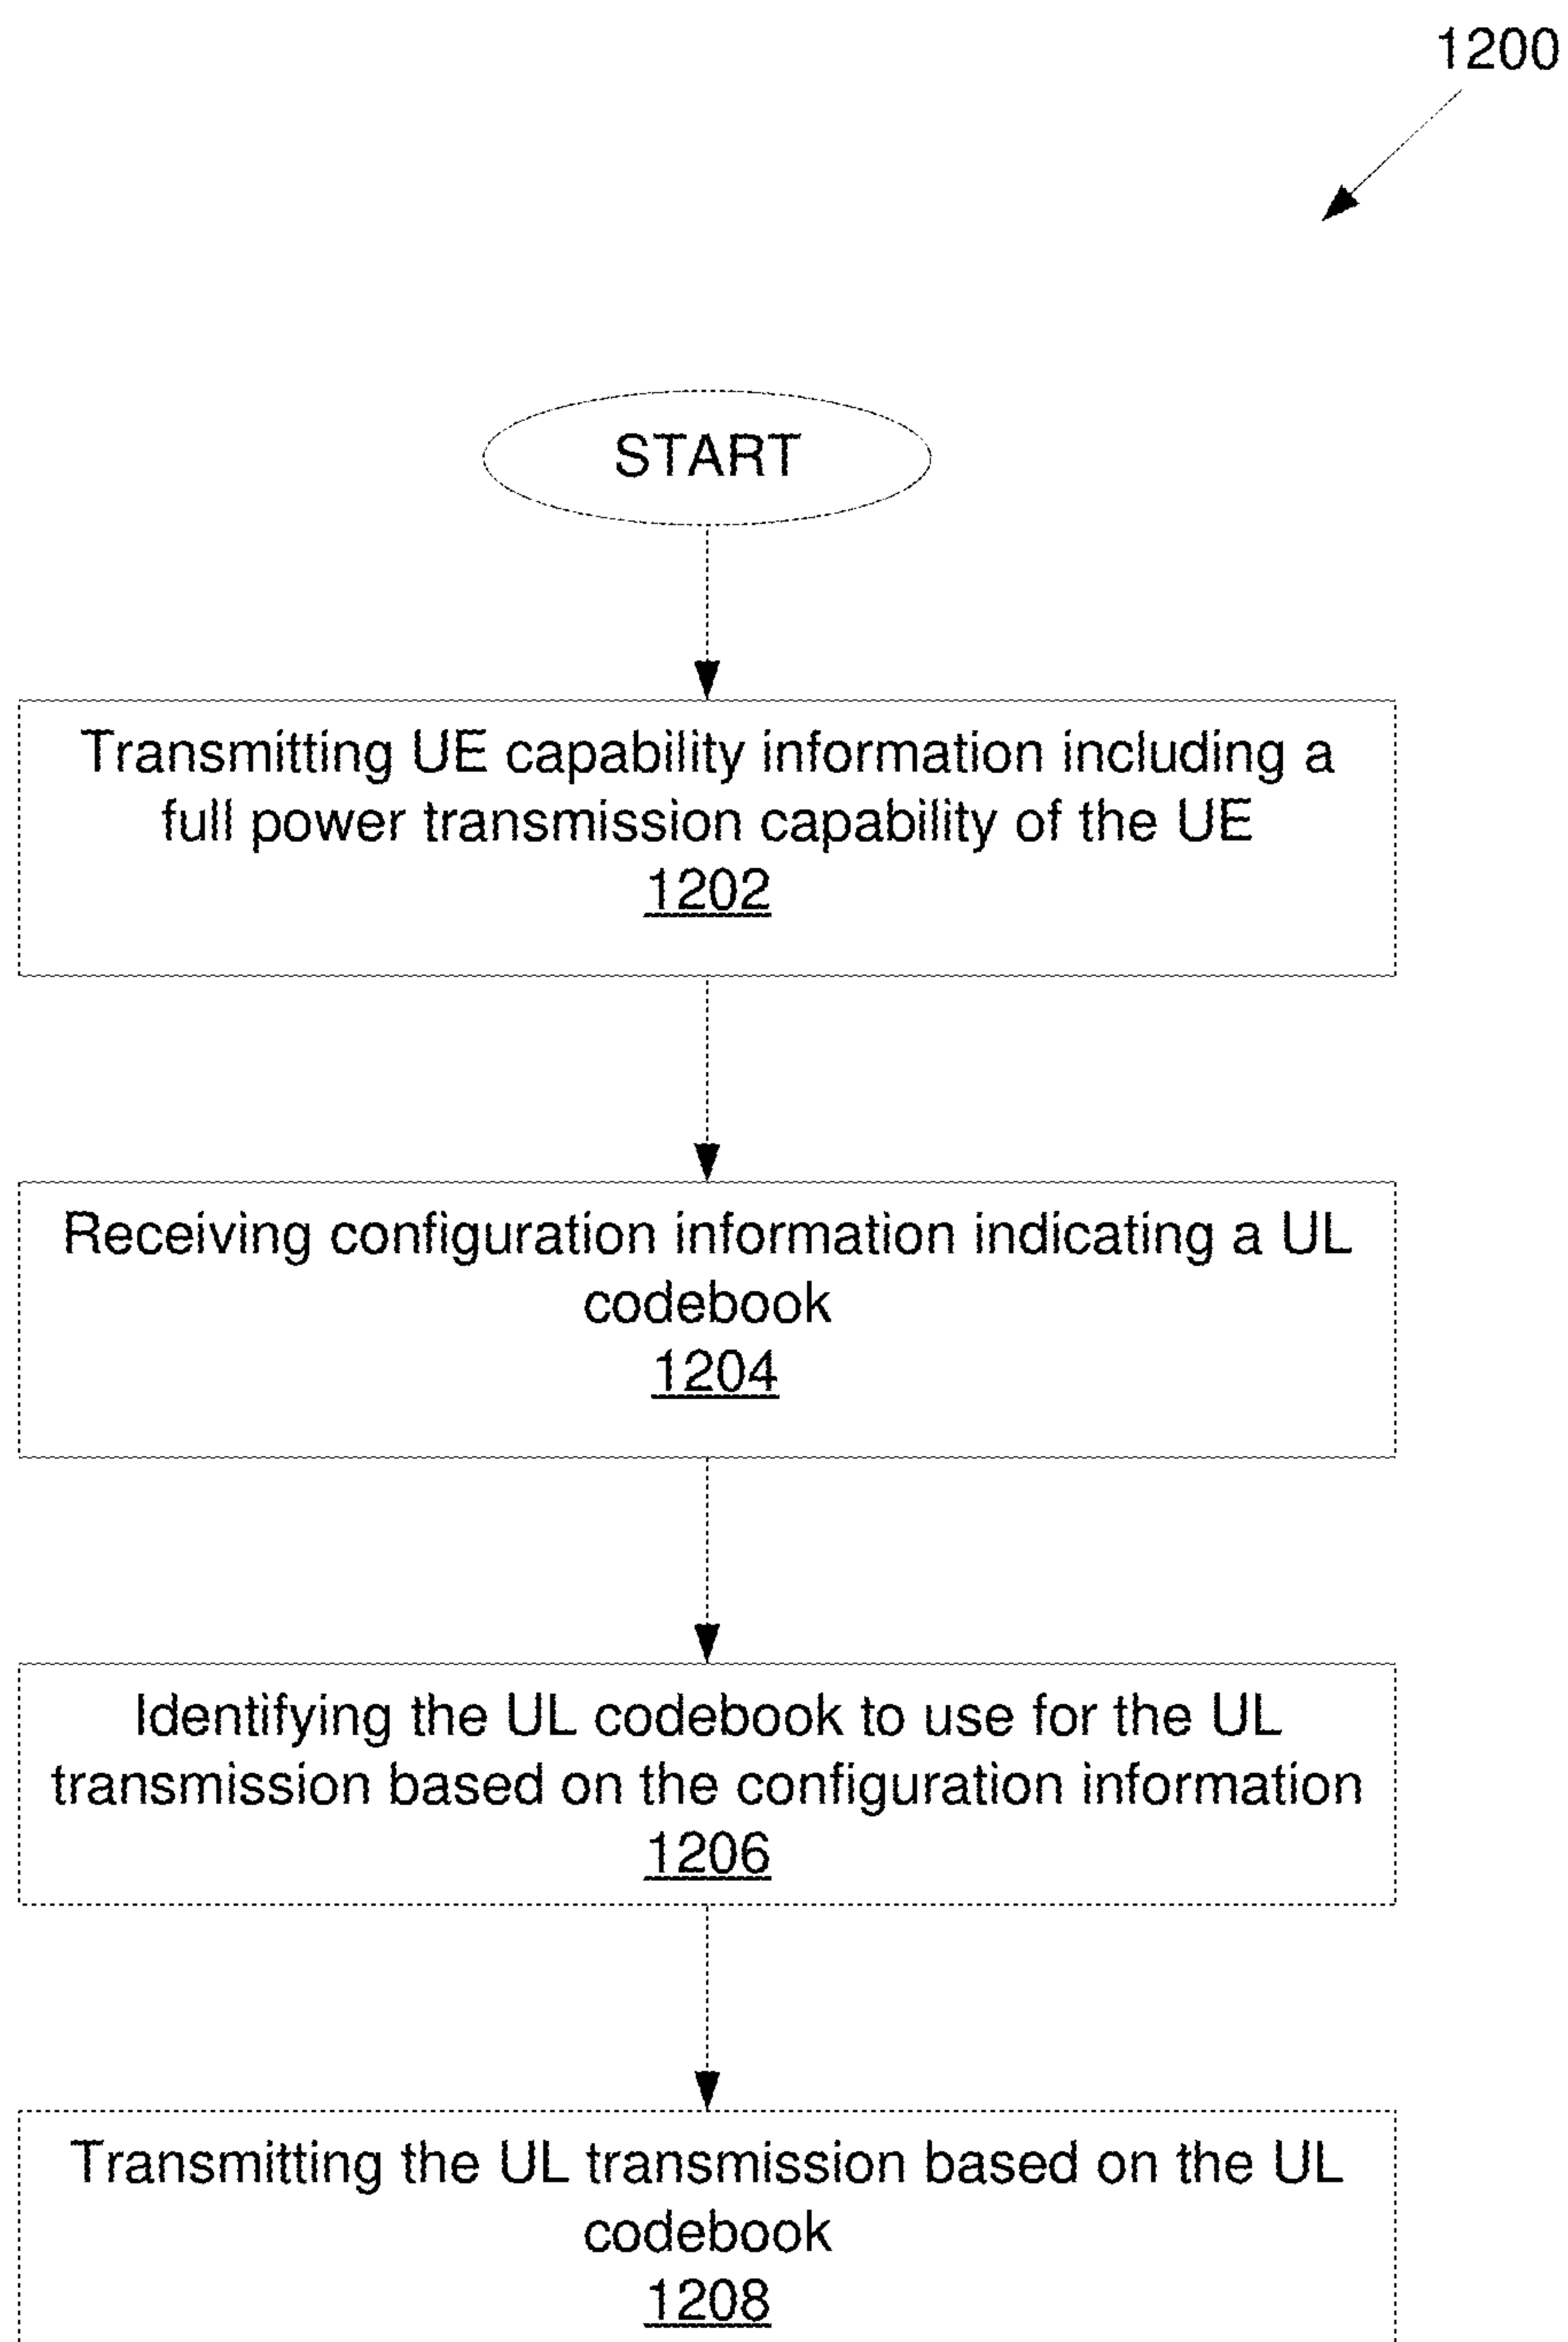 1200
START
Transmitting UE capability information including a
full power transmission capability of the UE
1202
Receiving configuration information indicating a UL
codebook
1204
Identifying the UL codebook to use for the UL
transmission based on the configuration information
1206
Transmitting the UL transmission based on the UL
codebook
1208